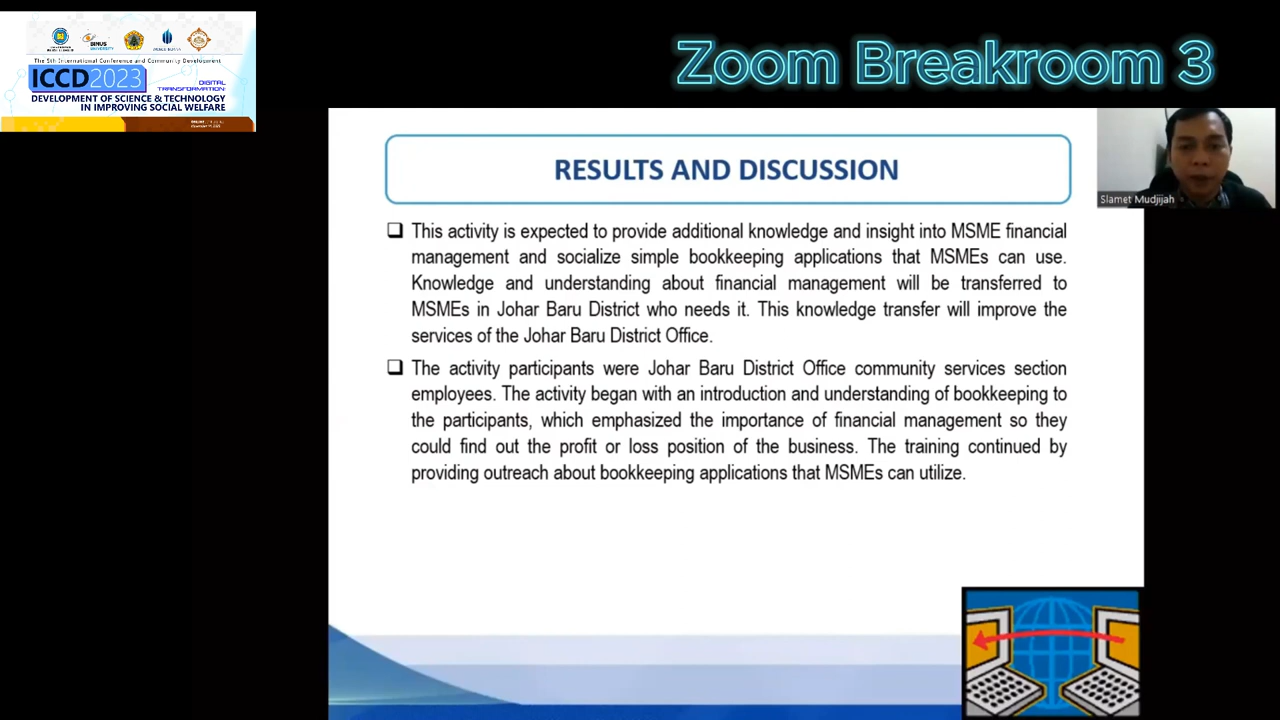 The 5th International Conference and Community Development
ICCD2023
DIGITAL
TRANSFORMATION:
DEVELOPMENT OF SCIENCE & TECHNOLOGY
IN IMPROVING SOCIAL WELFARE
BINUS
UNIVERSITY
Zoom Breakroom 3
Slamet Mudjijah
RESULTS AND DISCUSSION
This activity is expected to provide additional knowledge and insight into MSME financial
management and socialize simple bookkeeping applications that MSMEs can use.
Knowledge and understanding about financial management will be transferred to
MSMEs in Johar Baru District who needs it. This knowledge transfer will improve the
services of the Johar Baru District Office.
The activity participants were Johar Baru District Office community services section
employees. The activity began with an introduction and understanding of bookkeeping to
the participants, which emphasized the importance of financial management so they
could find out the profit or loss position of the business. The training continued by
providing outreach about bookkeeping applications that MSMEs can utilize.